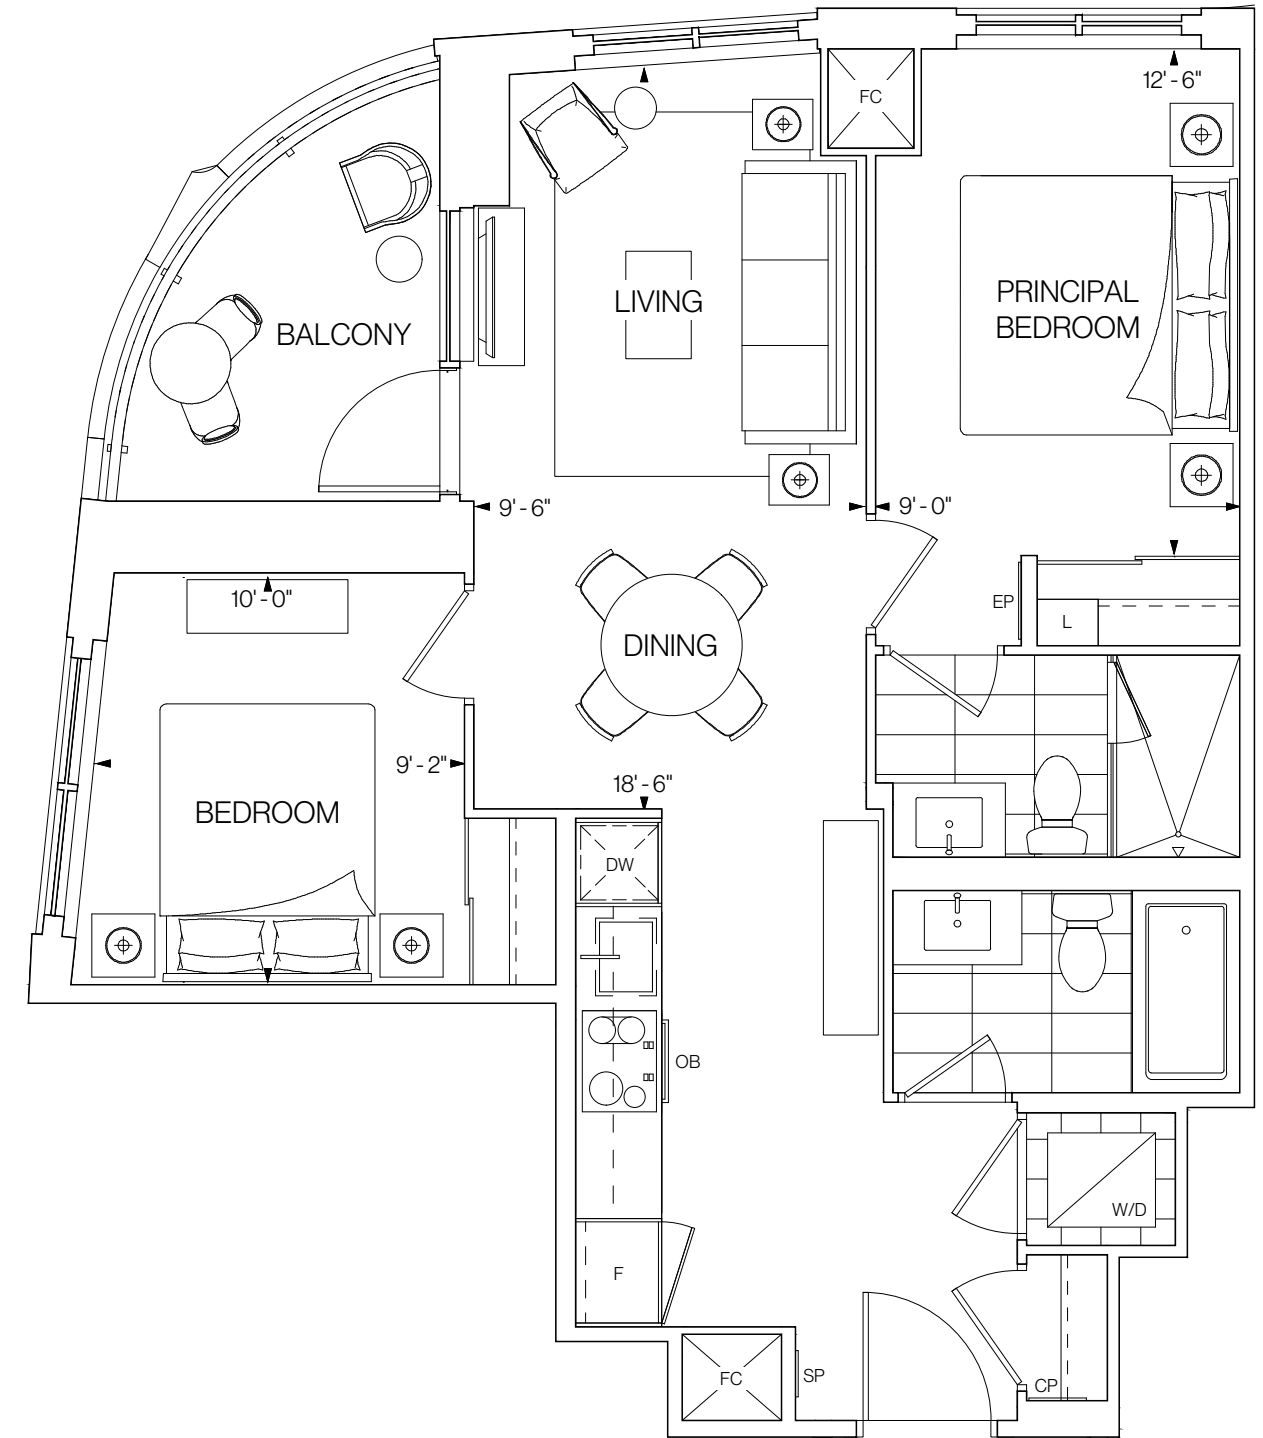 12'-6"
FC
PRINCIPAL
BEDROOM
LIVING
BALCONY
9'-6"
9'-0"
10'-0"
EP
L
DINING
9'-2"
18'-6"
BEDROOM
DW
OB
W/D
F
FC
SP
CP